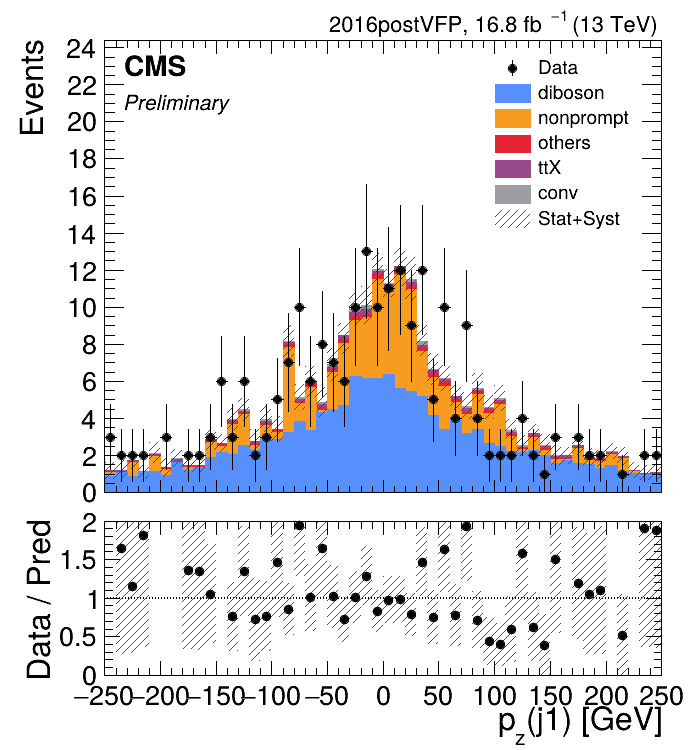 2016postVFP, 16.8 fb⁻¹ (13 TeV)
Events
24
22
20
18
16
14
12
10
8
6
4
2
0
CMS
Preliminary
Data
diboson
nonprompt
others
ttX
conv
Stat+Syst
Data / Pred
2
1.5
1
0.5
0
−250 −200 −150 −100 −50 0 50 100 150 200 250
p_z(j1) [GeV]